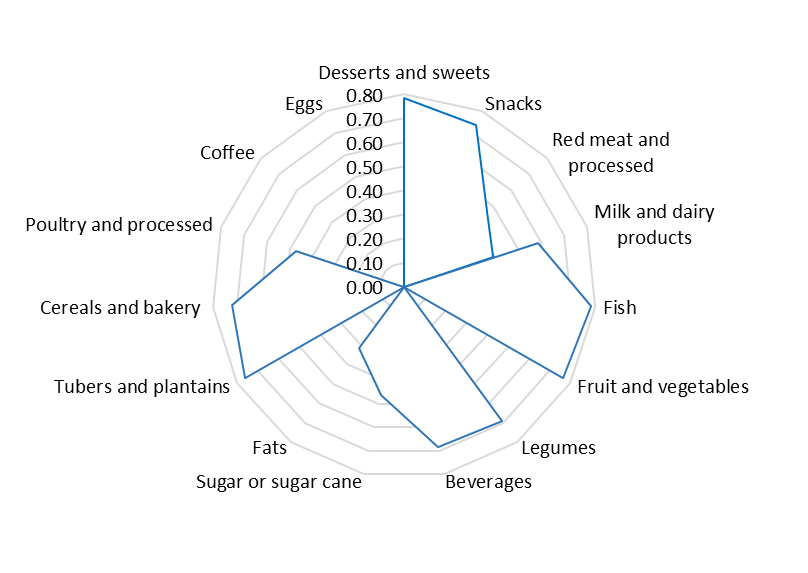 Desserts and sweets
0.80
Eggs
Snacks
0.70
Red meat and
processed
Coffee
0.60
0.50
0.40
Milk and dairy
products
Poultry and processed
0.30
0.20
0.10
0.00
Cereals and bakery
Fish
Tubers and plantains
Fruit and vegetables
Fats
Legumes
Sugar or sugar cane
Beverages